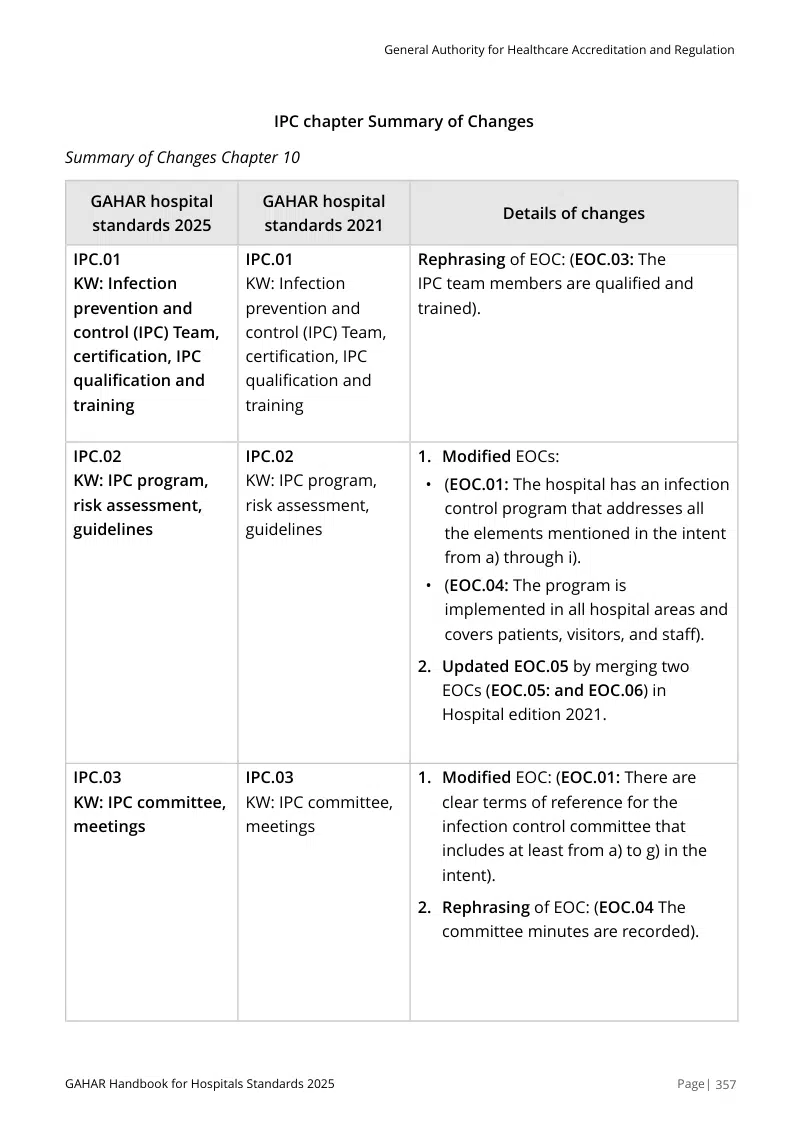 General Authority for Healthcare Accreditation and Regulation
IPC chapter Summary of Changes
Summary of Changes Chapter 10
GAHAR hospital
standards 2025
GAHAR hospital
standards 2021
Details of changes
IPC.01
KW: Infection
prevention and
control (IPC) Team,
certification, IPC
qualification and
training
IPC.01
KW: Infection
prevention and
control (IPC) Team,
certification, IPC
qualification and
training
Rephrasing of EOC: (EOC.03: The
IPC team members are qualified and
trained).
IPC.02
KW: IPC program,
risk assessment,
guidelines
IPC.02
KW: IPC program,
risk assessment,
guidelines
1. Modified EOCs:
• (EOC.01: The hospital has an infection
control program that addresses all
the elements mentioned in the intent
from a) through i).
• (EOC.04: The program is
implemented in all hospital areas and
covers patients, visitors, and staff).
2. Updated EOC.05 by merging two
EOCs (EOC.05: and EOC.06) in
Hospital edition 2021.
IPC.03
KW: IPC committee,
meetings
IPC.03
KW: IPC committee,
meetings
1. Modified EOC: (EOC.01: There are
clear terms of reference for the
infection control committee that
includes at least from a) to g) in the
intent).
2. Rephrasing of EOC: (EOC.04 The
committee minutes are recorded).
GAHAR Handbook for Hospitals Standards 2025
Page| 357